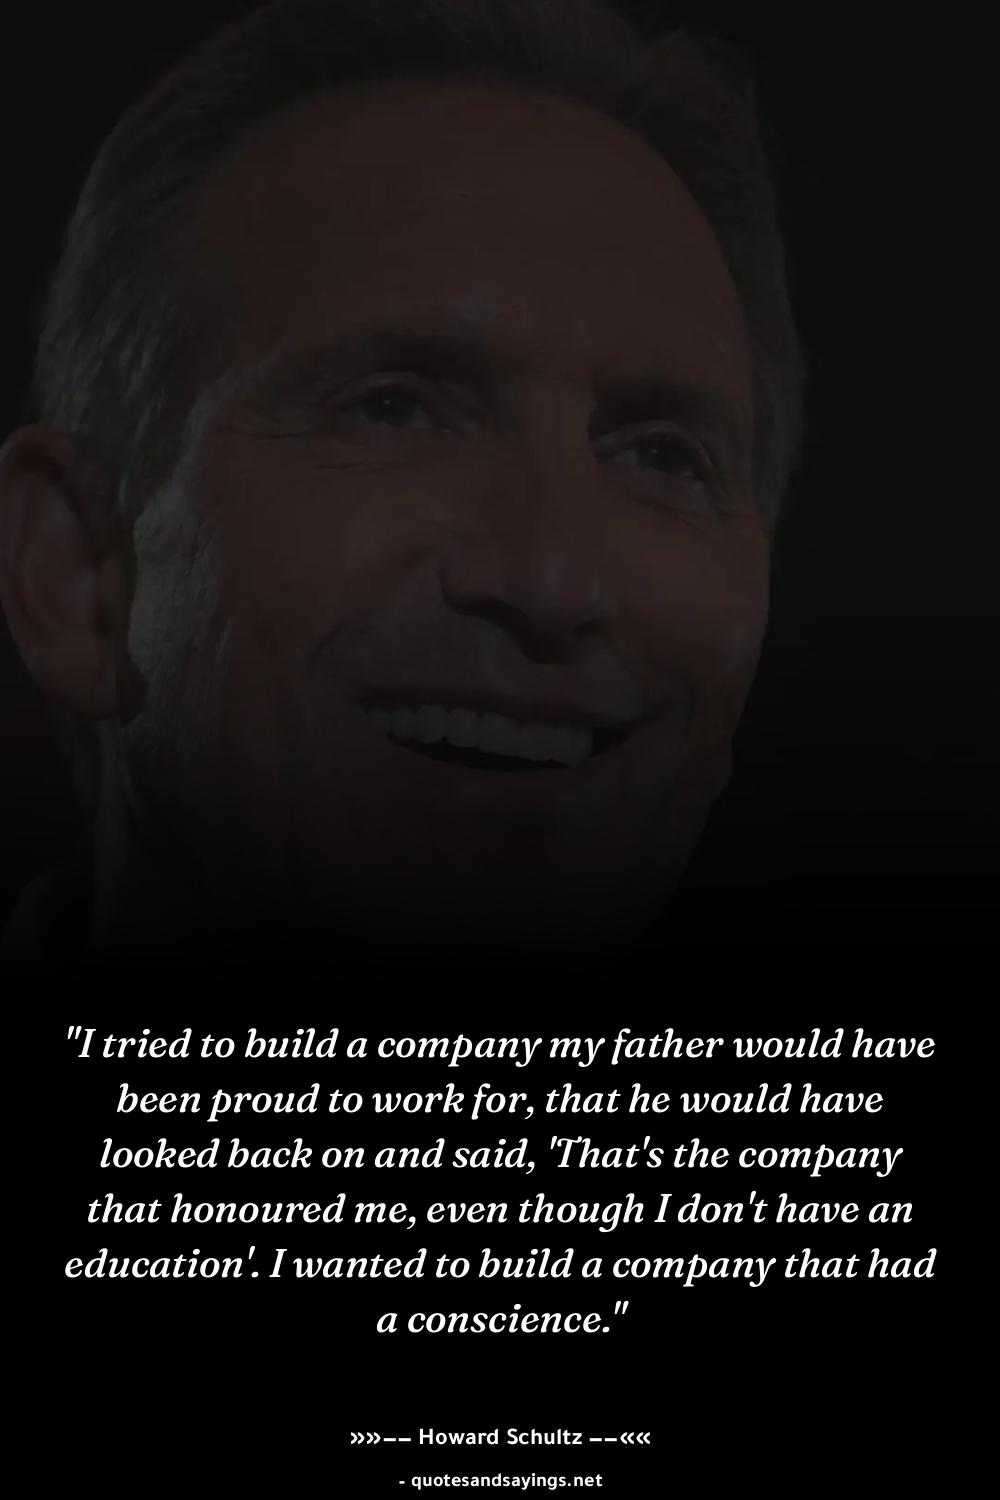 "I tried to build a company my father would have
been proud to work for, that he would have
looked back on and said, 'That's the company
that honoured me, even though I don't have an
education'. I wanted to build a company that had
a conscience."
»»–– Howard Schultz ––««
- quotesandsayings.net